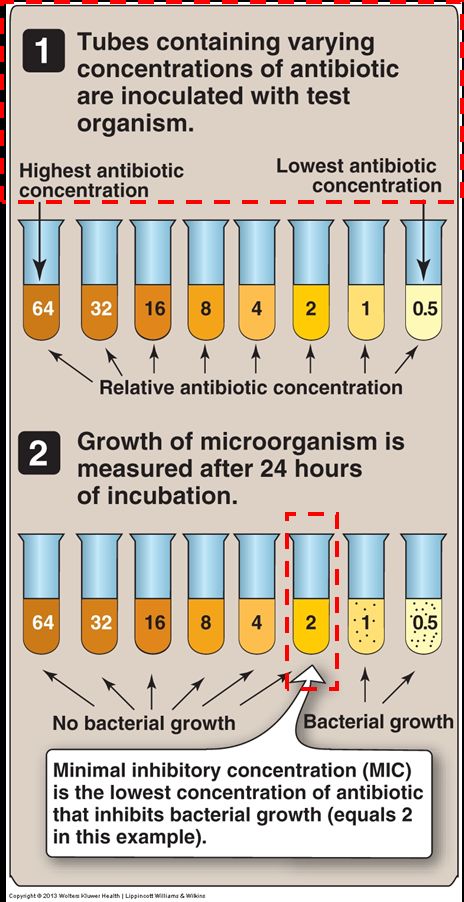 1 Tubes containing varying
concentrations of antibiotic
are inoculated with test
organism.
Highest antibiotic
concentration
Lowest antibiotic
concentration
64 32 16 8 4 2 1 0.5
Relative antibiotic concentration
2 Growth of microorganism is
measured after 24 hours
of incubation.
64 32 16 8 4 2 1 0.5
No bacterial growth
Bacterial growth
Minimal inhibitory concentration (MIC)
is the lowest concentration of antibiotic
that inhibits bacterial growth (equals 2
in this example).
Copyright © 2013 Wolters Kluwer Health | Lippincott Williams & Wilkins